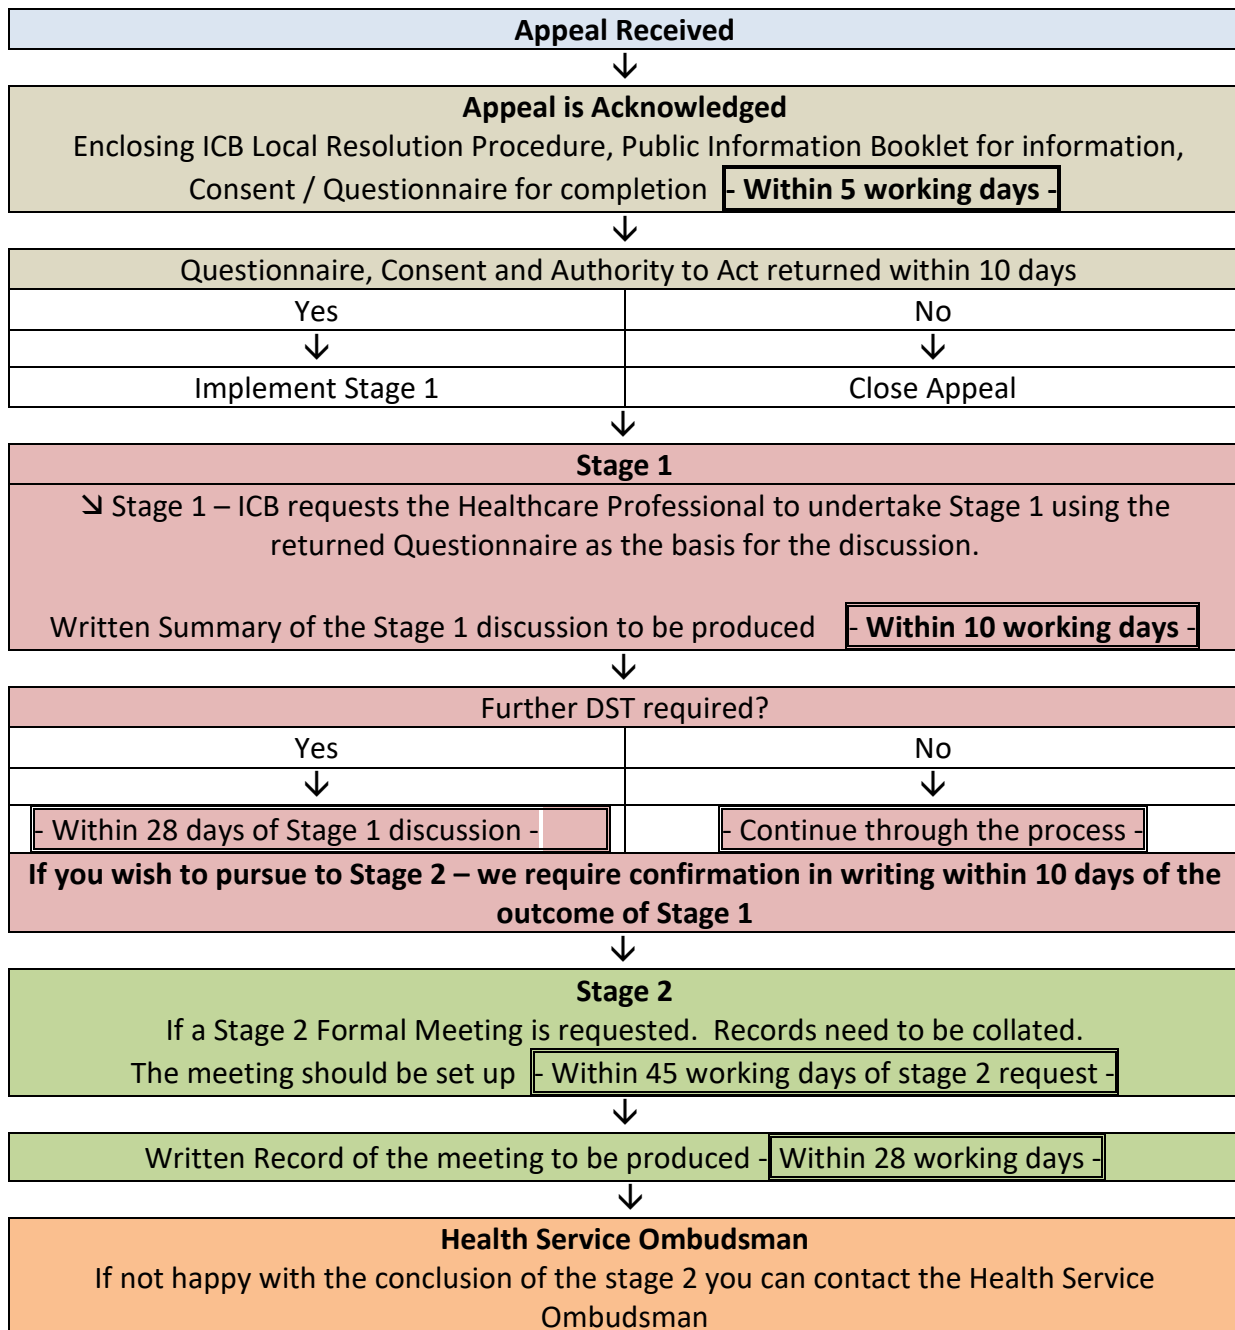 Appeal Received
↓
Appeal is Acknowledged
Enclosing ICB Local Resolution Procedure, Public Information Booklet for information,
Consent / Questionnaire for completion - Within 5 working days -
↓
Questionnaire, Consent and Authority to Act returned within 10 days
Yes No
↓ ↓
Implement Stage 1 Close Appeal
↓
Stage 1
↘ Stage 1 – ICB requests the Healthcare Professional to undertake Stage 1 using the
returned Questionnaire as the basis for the discussion.
Written Summary of the Stage 1 discussion to be produced - Within 10 working days -
↓
Further DST required?
Yes No
↓ ↓
- Within 28 days of Stage 1 discussion - - Continue through the process -
If you wish to pursue to Stage 2 – we require confirmation in writing within 10 days of the
outcome of Stage 1
↓
Stage 2
If a Stage 2 Formal Meeting is requested. Records need to be collated.
The meeting should be set up - Within 45 working days of stage 2 request -
↓
Written Record of the meeting to be produced - Within 28 working days -
↓
Health Service Ombudsman
If not happy with the conclusion of the stage 2 you can contact the Health Service
Ombudsman